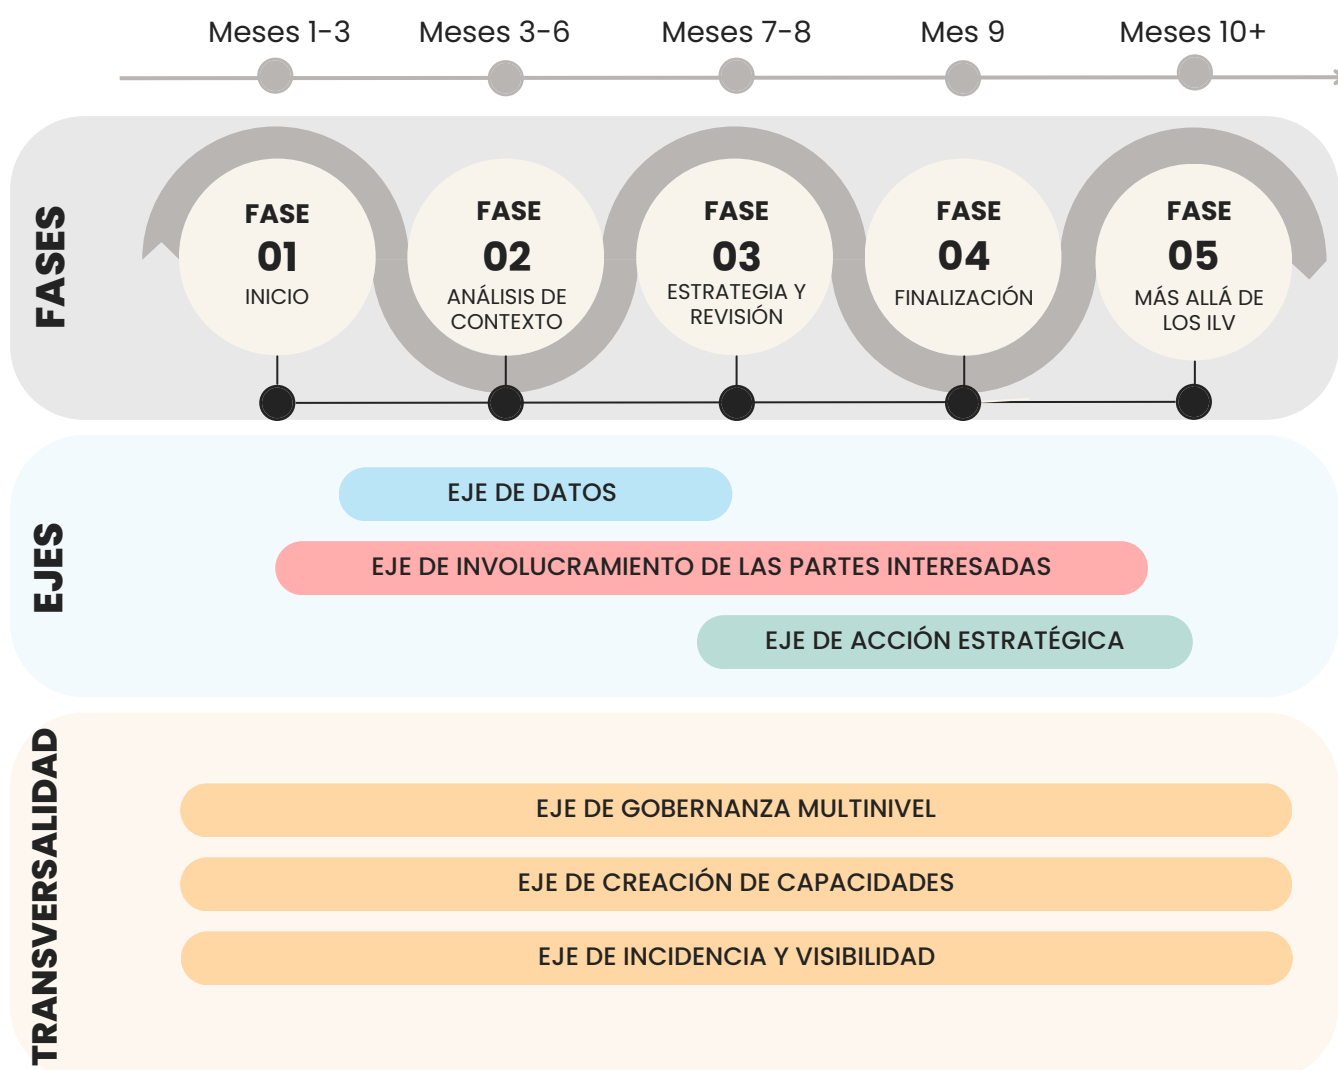 Meses 1-3
Meses 3-6
Meses 7-8
Mes 9
Meses 10+
FASES
FASE
01
INICIO
FASE
02
ANÁLISIS DE
CONTEXTO
FASE
03
ESTRATEGIA Y
REVISIÓN
FASE
04
FINALIZACIÓN
FASE
05
MÁS ALLÁ DE
LOS ILV
EJES
EJE DE DATOS
EJE DE INVOLUCRAMIENTO DE LAS PARTES INTERESADAS
EJE DE ACCIÓN ESTRATÉGICA
TRANSVERSALIDAD
EJE DE GOBERNANZA MULTINIVEL
EJE DE CREACIÓN DE CAPACIDADES
EJE DE INCIDENCIA Y VISIBILIDAD